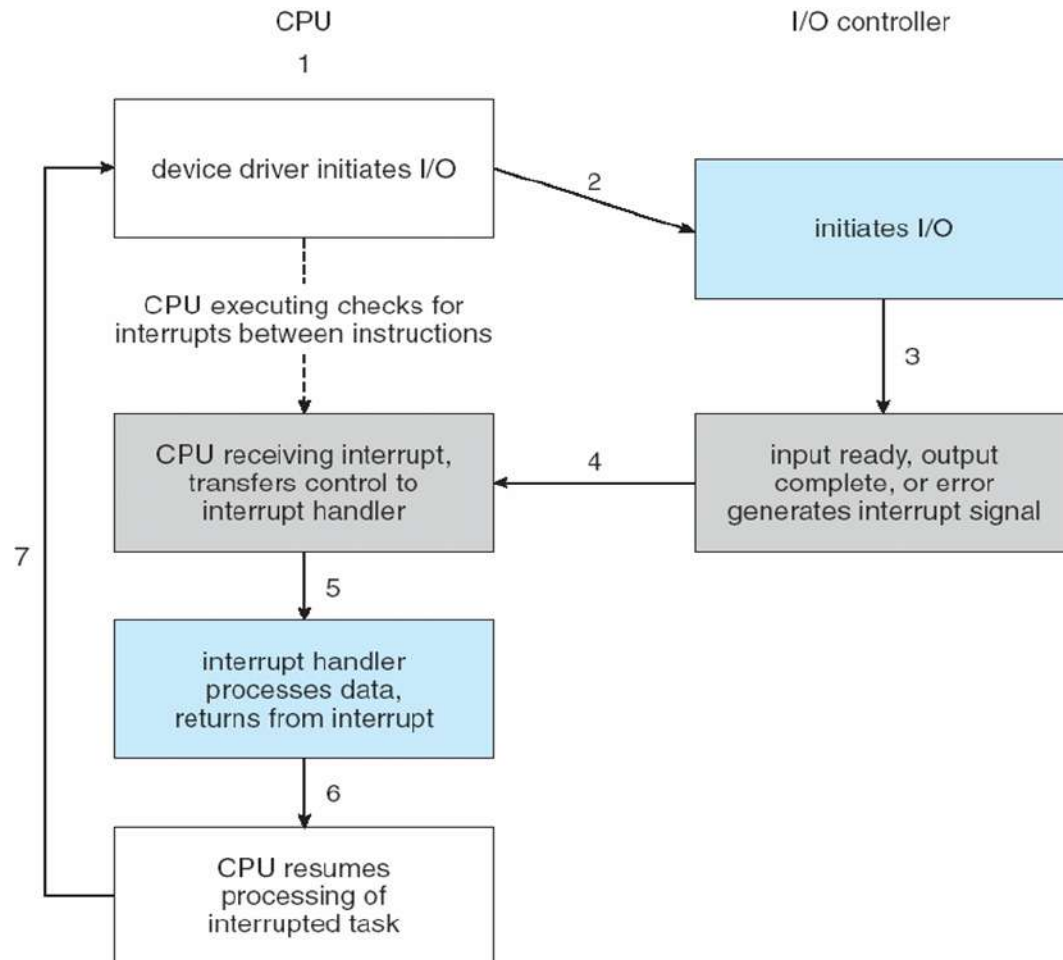 CPU
I/O controller
1
device driver initiates I/O
2
initiates I/O
CPU executing checks for
interrupts between instructions
3
CPU receiving interrupt,
transfers control to
interrupt handler
4
input ready, output
complete, or error
generates interrupt signal
7
5
interrupt handler
processes data,
returns from interrupt
6
CPU resumes
processing of
interrupted task